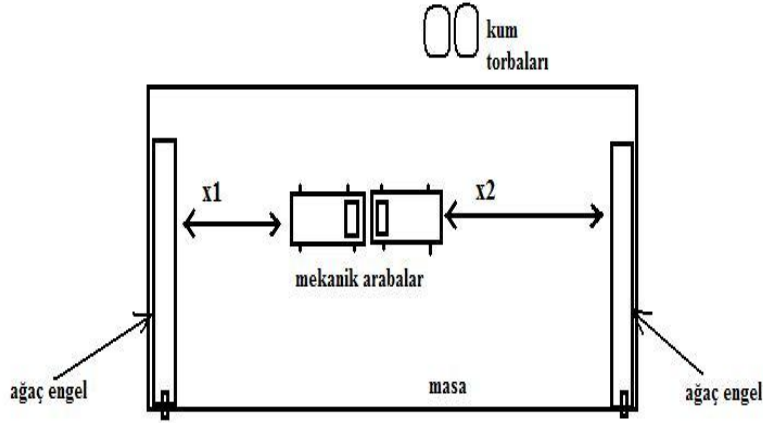 kum
torbaları
x1
x2
mekanik arabalar
ağaç engel
masa
ağaç engel